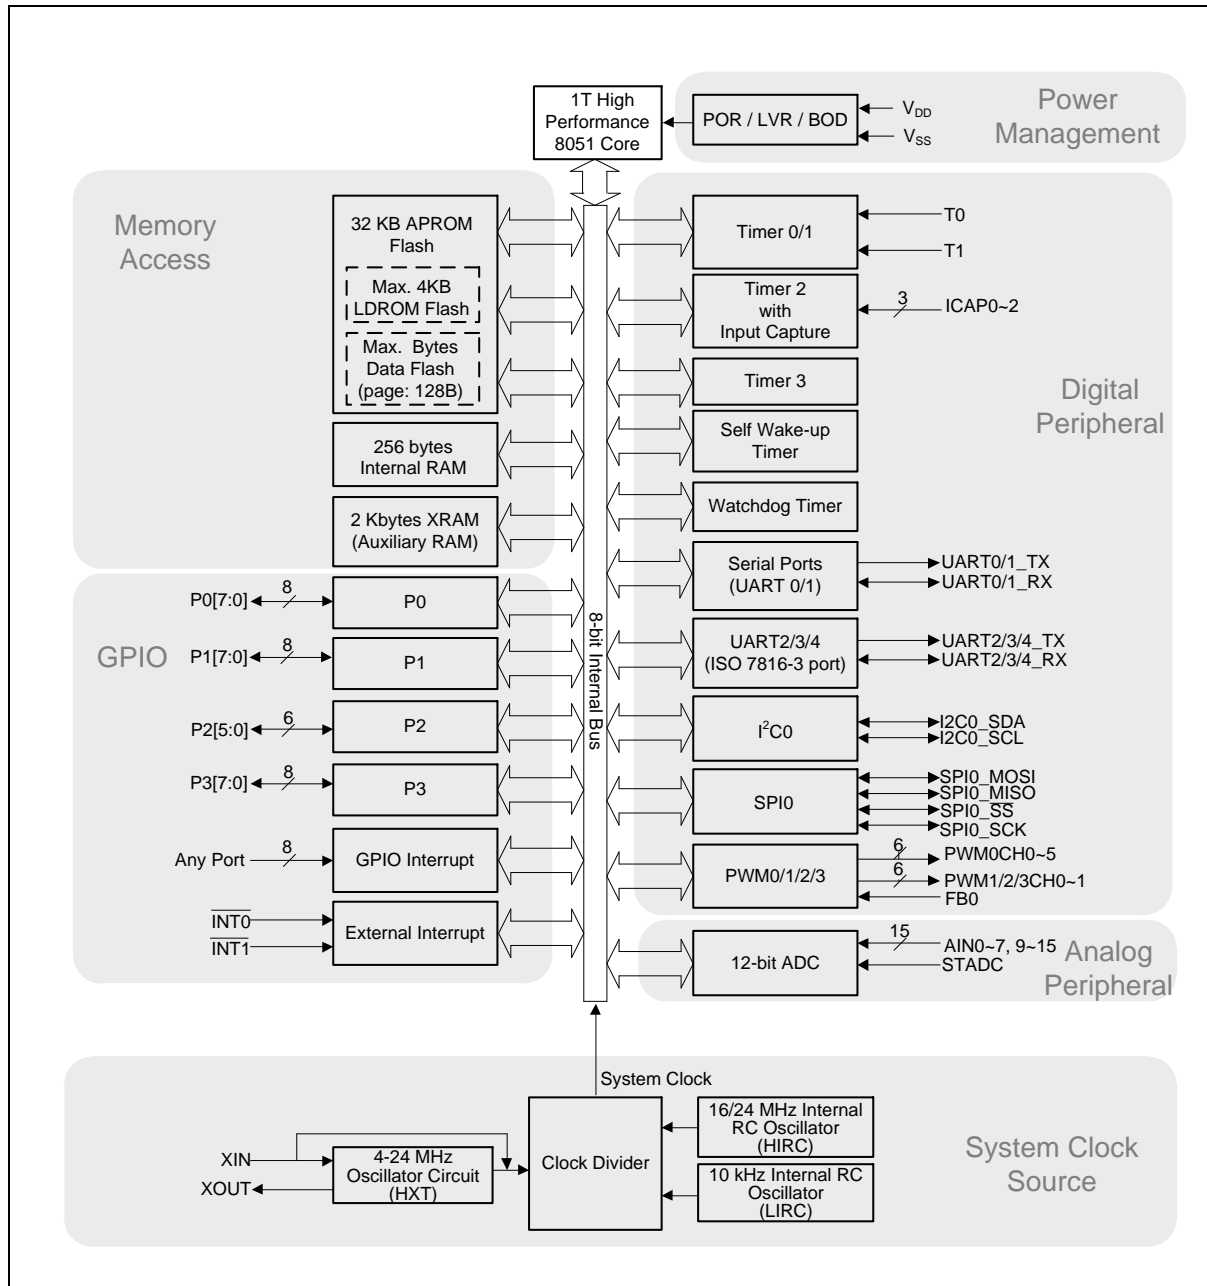 1T High
Performance
8051 Core
POR / LVR / BOD
VDD
VSS
Power
Management
Memory
Access
32 KB APROM
Flash
Max. 4KB
LDROM Flash
Max. Bytes
Data Flash
(page: 128B)
256 bytes
Internal RAM
2 Kbytes XRAM
(Auxiliary RAM)
GPIO
P0[7:0]
8
P0
P1[7:0]
8
P1
P2[5:0]
6
P2
P3[7:0]
8
P3
Any Port
8
GPIO Interrupt
INT0
INT1
External Interrupt
8-bit Internal Bus
Timer 0/1
T0
T1
Timer 2
with
Input Capture
3
ICAP0~2
Timer 3
Self Wake-up
Timer
Watchdog Timer
Serial Ports
(UART 0/1)
UART0/1_TX
UART0/1_RX
UART2/3/4
(ISO 7816-3 port)
UART2/3/4_TX
UART2/3/4_RX
I²C0
I2C0_SDA
I2C0_SCL
SPI0
SPI0_MOSI
SPI0_MISO
SPI0_SS
SPI0_SCK
PWM0/1/2/3
6
PWM0CH0~5
6
PWM1/2/3CH0~1
FB0
Digital
Peripheral
12-bit ADC
15
AIN0~7, 9~15
STADC
Analog
Peripheral
System Clock
XIN
XOUT
4-24 MHz
Oscillator Circuit
(HXT)
Clock Divider
16/24 MHz Internal
RC Oscillator
(HIRC)
10 kHz Internal RC
Oscillator
(LIRC)
System Clock
Source